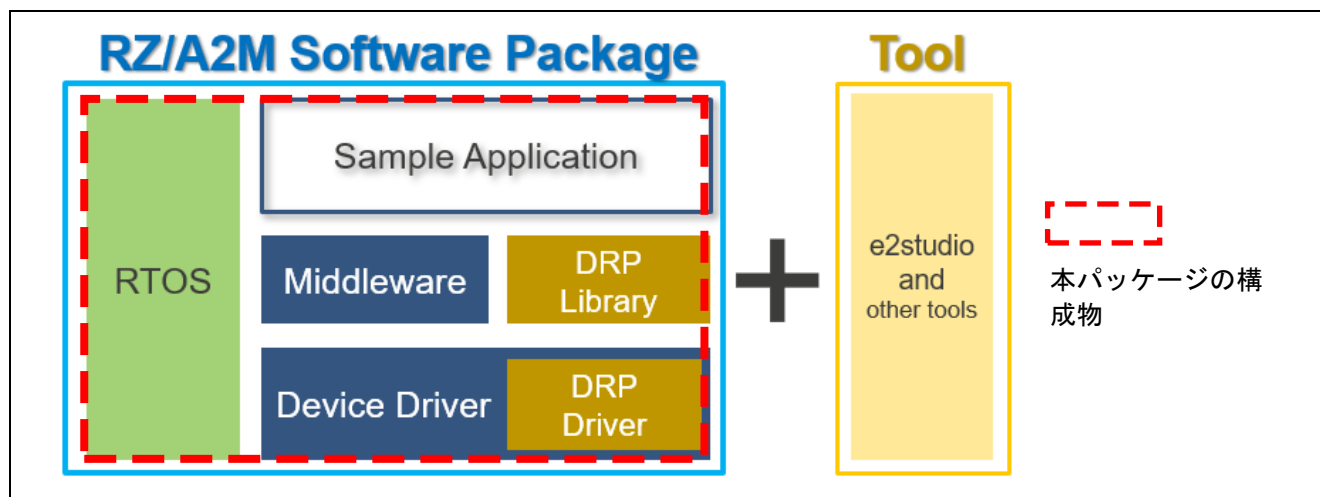 RZ/A2M Software Package
Tool
RTOS
Sample Application
Middleware
DRP
Library
Device Driver
DRP
Driver
e2studio
and
other tools
本パッケージの構
成物